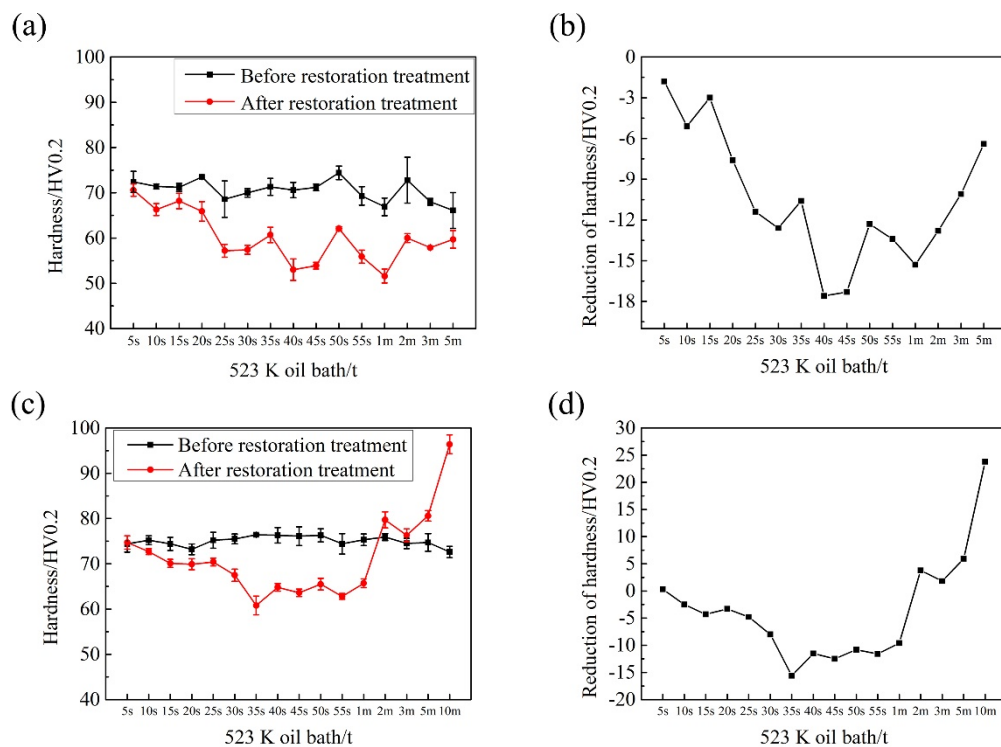 (a)
100
90
80
70
60
50
40
Hardness/HV0.2
Before restoration treatment
After restoration treatment
5s 10s 15s 20s 25s 30s 35s 40s 45s 50s 55s 1m 2m 3m 5m
523 K oil bath/t
(b)
0
-3
-6
-9
-12
-15
-18
Reduction of hardness/HV0.2
5s 10s 15s 20s 25s 30s 35s 40s 45s 50s 55s 1m 2m 3m 5m
523 K oil bath/t
(c)
100
90
80
70
60
50
40
Hardness/HV0.2
Before restoration treatment
After restoration treatment
5s 10s 15s 20s 25s 30s 35s 40s 45s 50s 55s 1m 2m 3m 5m 10m
523 K oil bath/t
(d)
30
25
20
15
10
5
0
-5
-10
-15
-20
Reduction of hardness/HV0.2
5s 10s 15s 20s 25s 30s 35s 40s 45s 50s 55s 1m 2m 3m 5m 10m
523 K oil bath/t